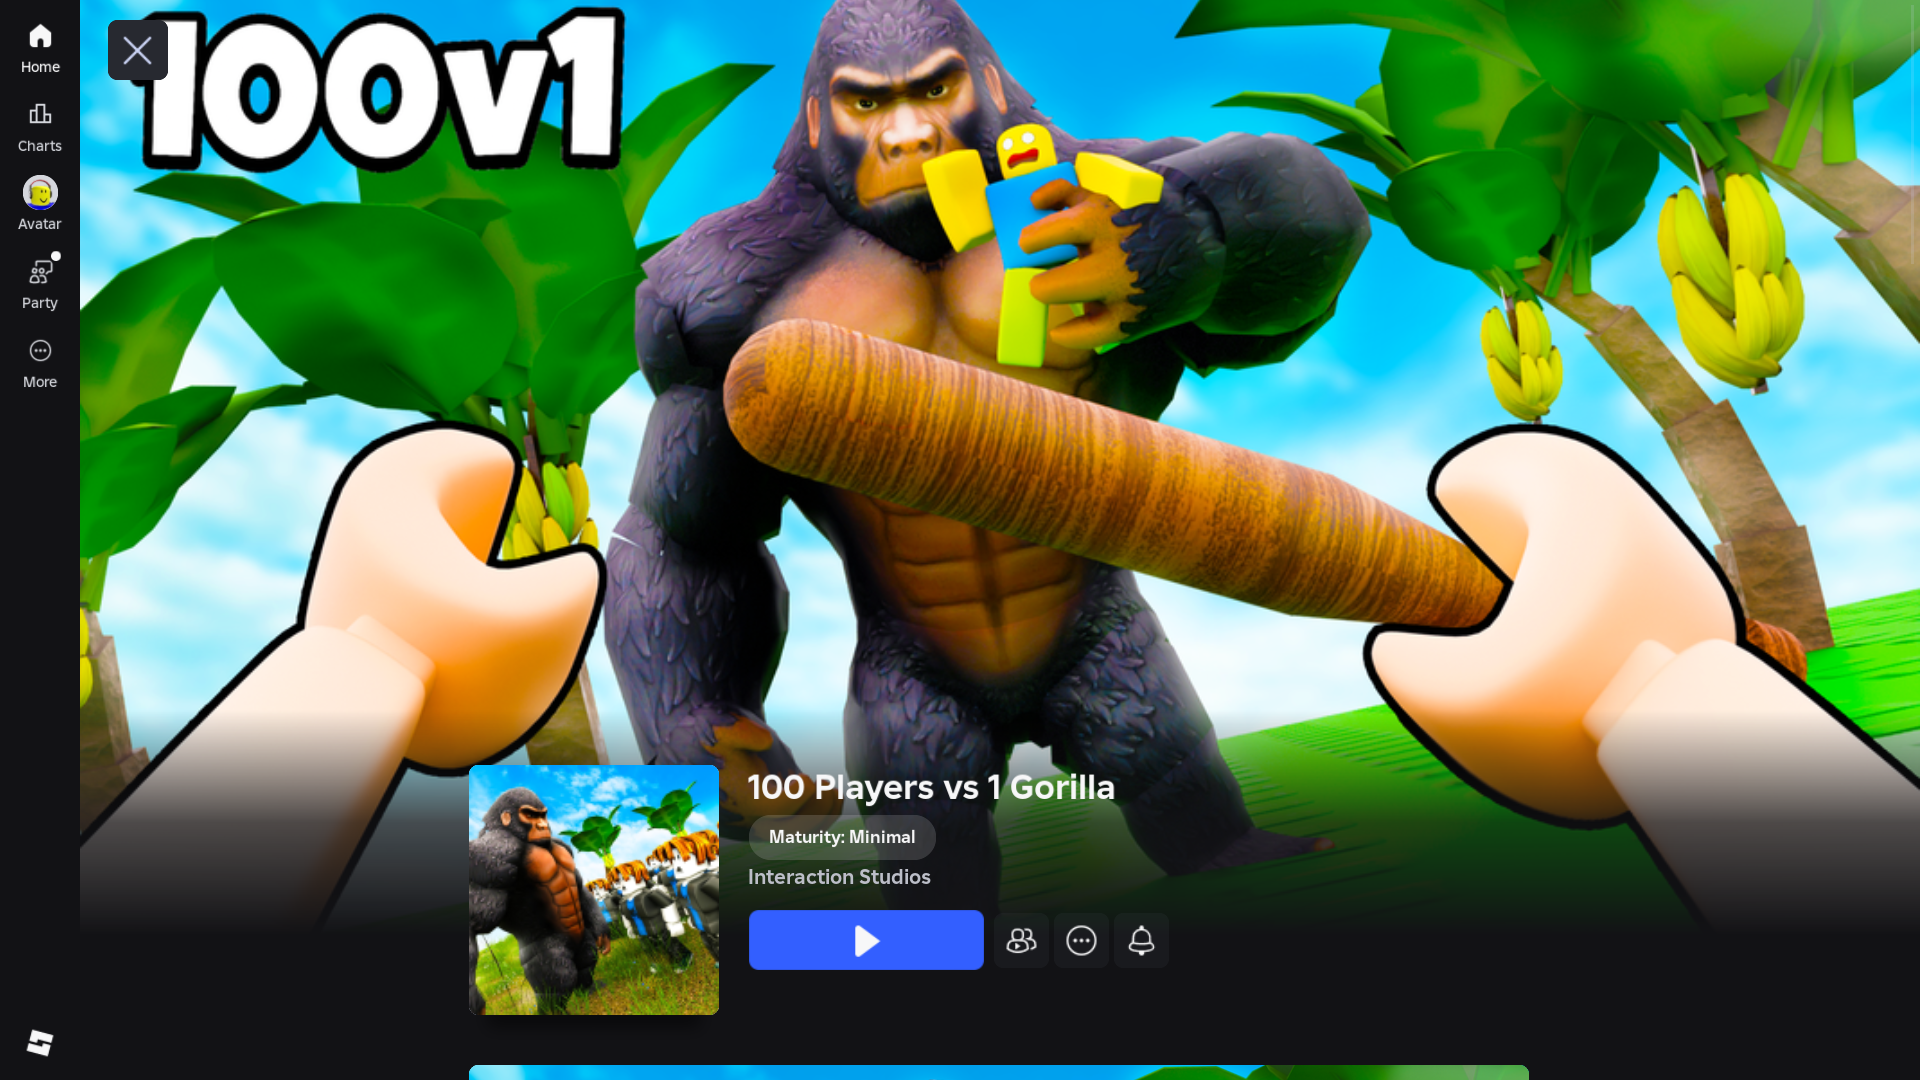 100v1
Home
Charts
Avatar
Party
More
100 Players vs 1 Gorilla
Maturity: Minimal
Interaction Studios